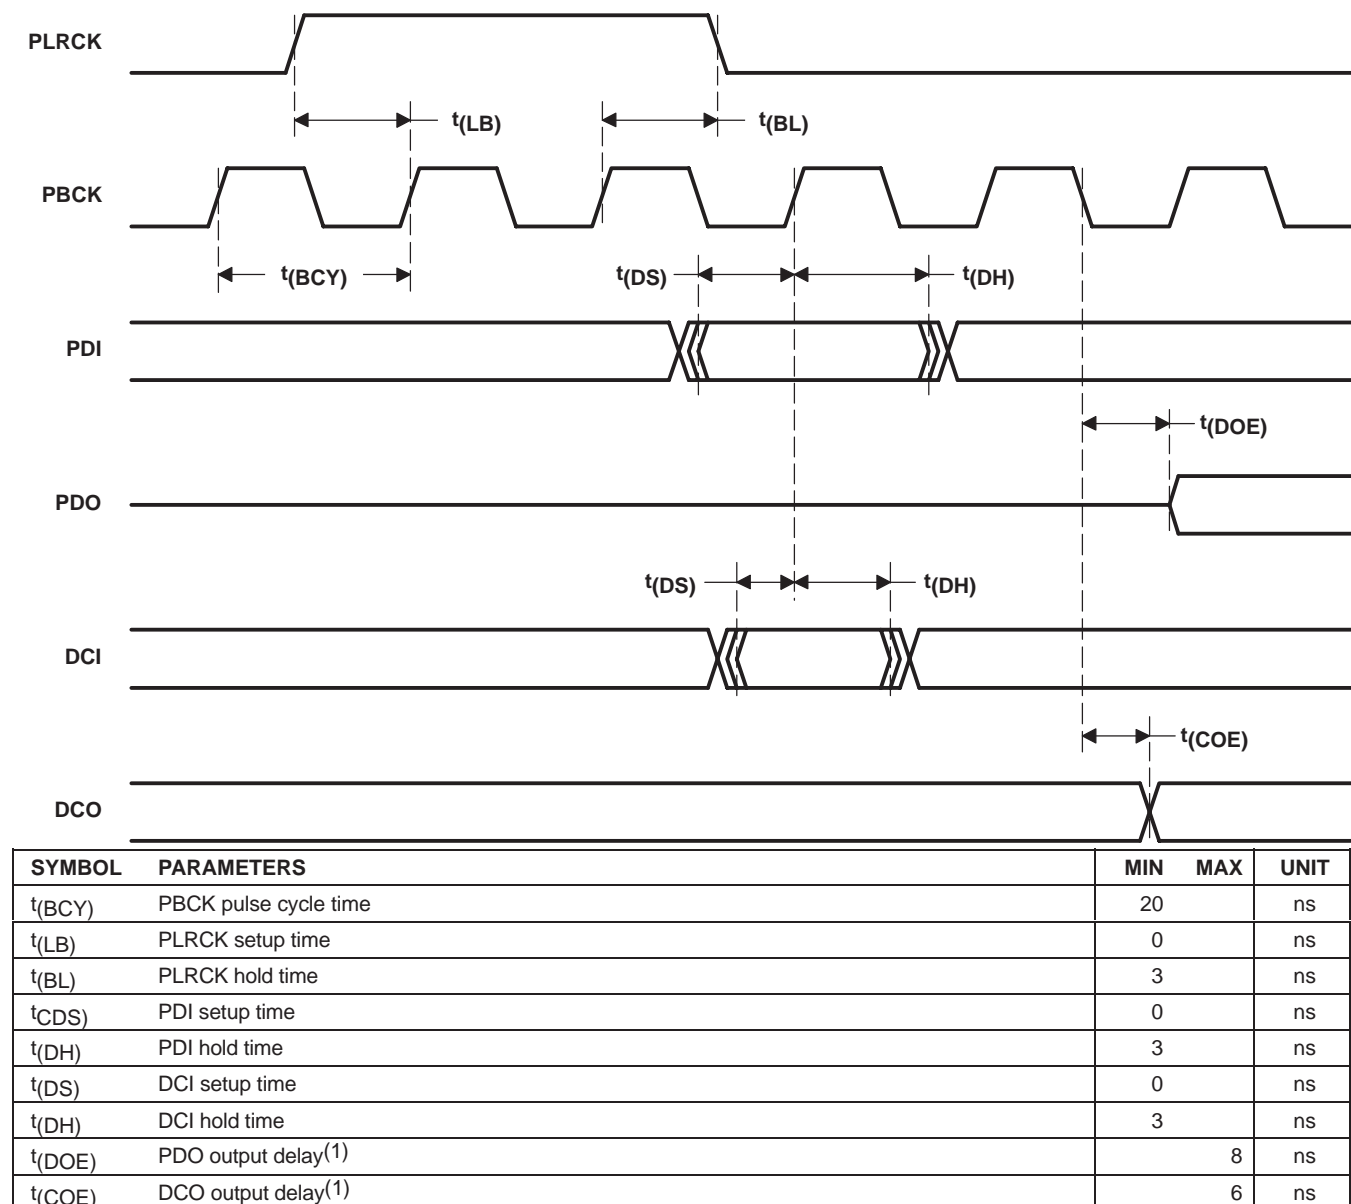 PLRCK
t(LB)
t(BL)
PBCK
t(BCY)
t(DS)
t(DH)
PDI
t(DOE)
PDO
t(DS)
t(DH)
DCI
t(COE)
DCO
SYMBOL PARAMETERS MIN MAX UNIT
t(BCY) PBCK pulse cycle time 20 ns
t(LB) PLRCK setup time 0 ns
t(BL) PLRCK hold time 3 ns
tCDS) PDI setup time 0 ns
t(DH) PDI hold time 3 ns
t(DS) DCI setup time 0 ns
t(DH) DCI hold time 3 ns
t(DOE) PDO output delay(1) 8 ns
t(COE) DCO output delay(1) 6 ns